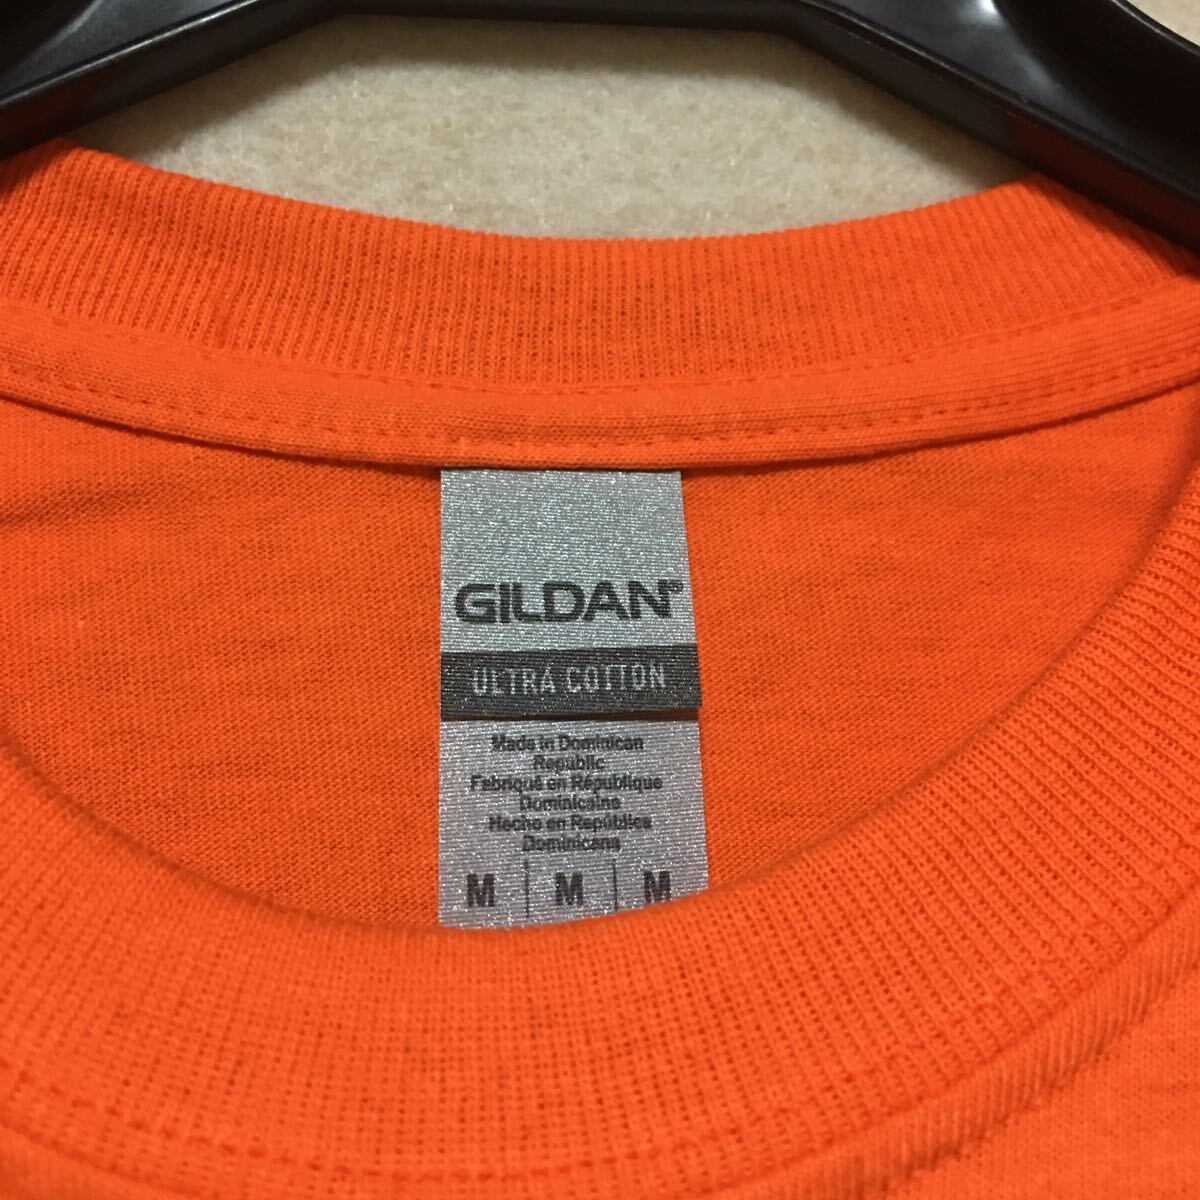 GILDAN®
ULTRA COTTON
Made in Dominican
Republic
Fabriqué en République
Dominicaine
Hecho en República
Dominicana
M | M | M